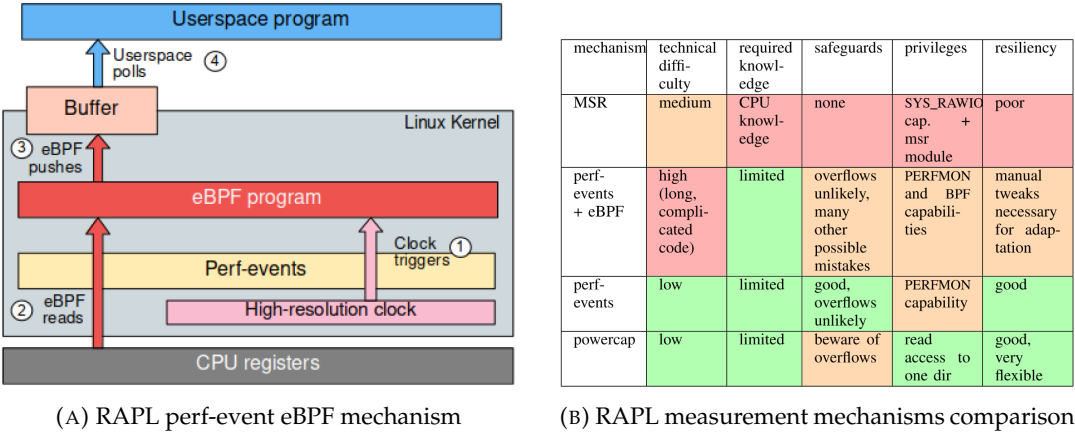 Userspace program
Userspace
polls
4
Buffer
Linux Kernel
3
eBPF
pushes
eBPF program
Clock
triggers
1
Perf-events
2
eBPF
reads
High-resolution clock
CPU registers
(A) RAPL perf-event eBPF mechanism
mechanism
technical
diffi-
culty
required
knowl-
edge
safeguards
privileges
resiliency
MSR
medium
CPU
knowl-
edge
none
SYS_RAWIO
cap. +
msr
module
poor
perf-
events
+ eBPF
high
(long,
compli-
cated
code)
limited
overflows
unlikely,
many
other
possible
mistakes
PERFMON
and BPF
capabili-
ties
manual
tweaks
necessary
for adap-
tation
perf-
events
low
limited
good,
overflows
unlikely
PERFMON
capability
good
powercap
low
limited
beware of
overflows
read
access to
one dir
good,
very
flexible
(B) RAPL measurement mechanisms comparison